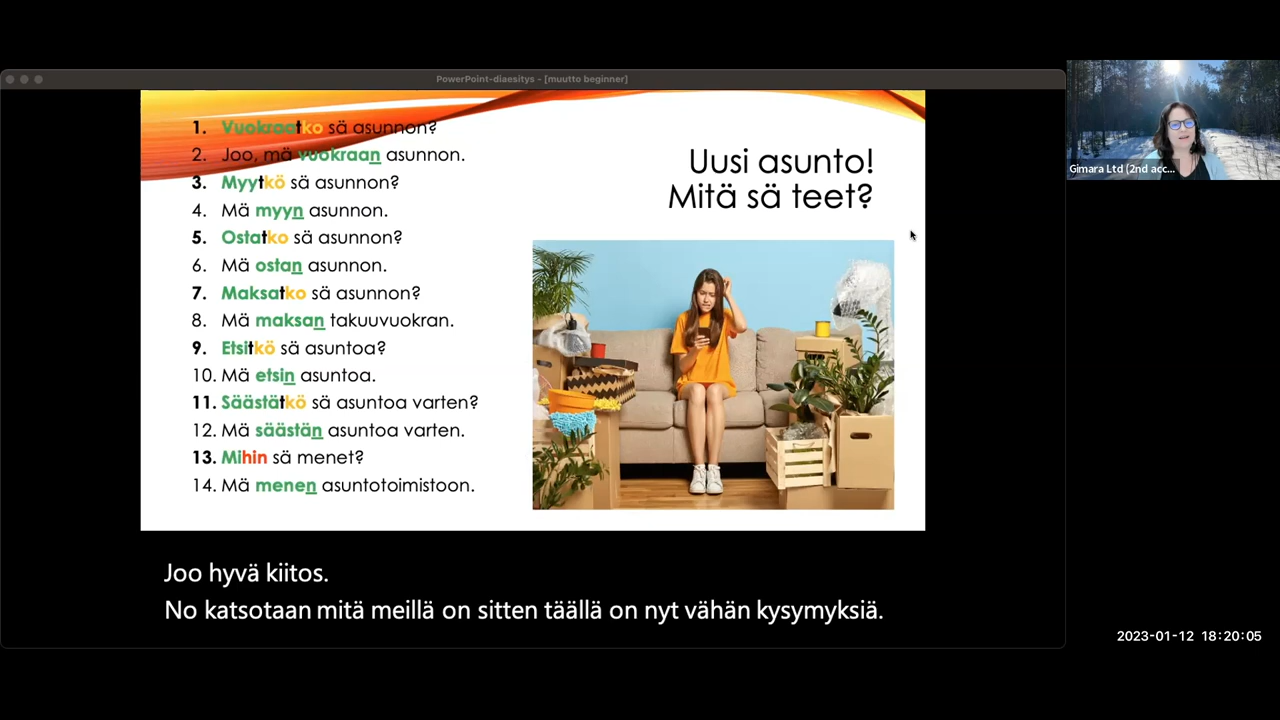 PowerPoint-diaesitys - [muutto beginner]
1. Vuokraatko sä asunnon?
2. Joo, mä vuokraan asunnon.
3. Myytkö sä asunnon?
4. Mä myyn asunnon.
5. Ostatko sä asunnon?
6. Mä ostan asunnon.
7. Maksatko sä asunnon?
8. Mä maksan takuuvuokran.
9. Etsitkö sä asuntoa?
10. Mä etsin asuntoa.
11. Säästätkö sä asuntoa varten?
12. Mä säästän asuntoa varten.
13. Mihin sä menet?
14. Mä menen asuntotoimistoon.
Uusi asunto!
Mitä sä teet?
Gimara Ltd (2nd acc...
Joo hyvä kiitos.
No katsotaan mitä meillä on sitten täällä on nyt vähän kysymyksiä.
2023-01-12 18:20:05